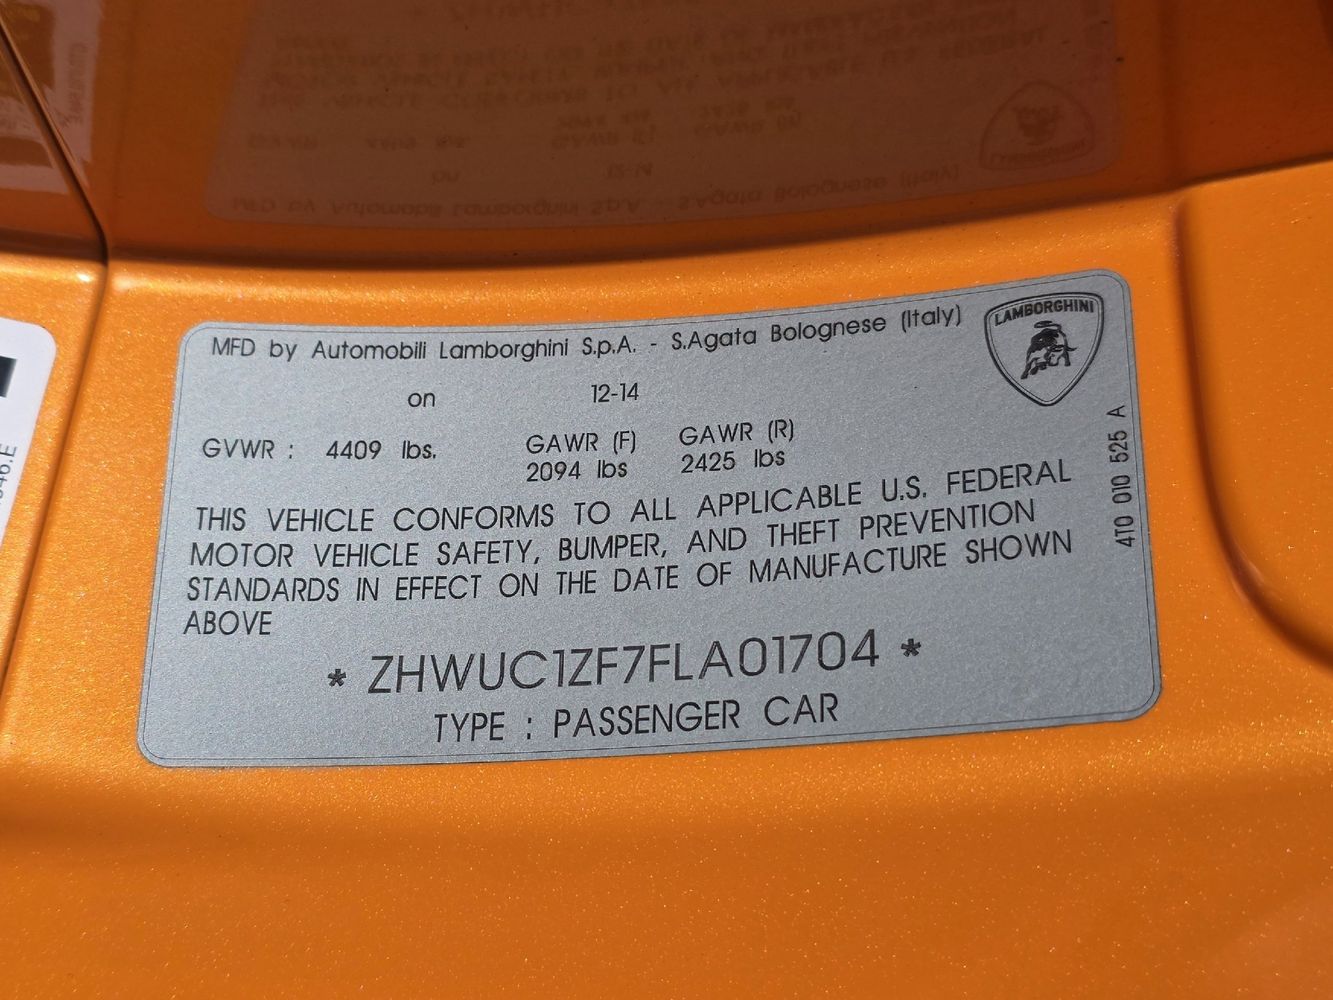 MFD by Automobili Lamborghini S.p.A. - S.Agata Bolognese (Italy)
LAMBORGHINI
on 12-14
GVWR : 4409 lbs. GAWR (F) GAWR (R)
2094 lbs 2425 lbs
THIS VEHICLE CONFORMS TO ALL APPLICABLE U.S. FEDERAL
MOTOR VEHICLE SAFETY, BUMPER, AND THEFT PREVENTION
STANDARDS IN EFFECT ON THE DATE OF MANUFACTURE SHOWN
ABOVE
* ZHWUC1ZF7FLA01704 *
TYPE : PASSENGER CAR
4T0 010 525 A